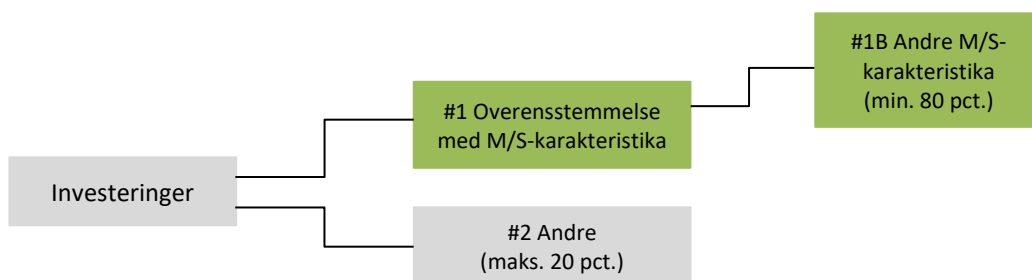 #1B Andre M/S-
karakteristika
(min. 80 pct.)
#1 Overensstemmelse
med M/S-karakteristika
Investeringer
#2 Andre
(maks. 20 pct.)